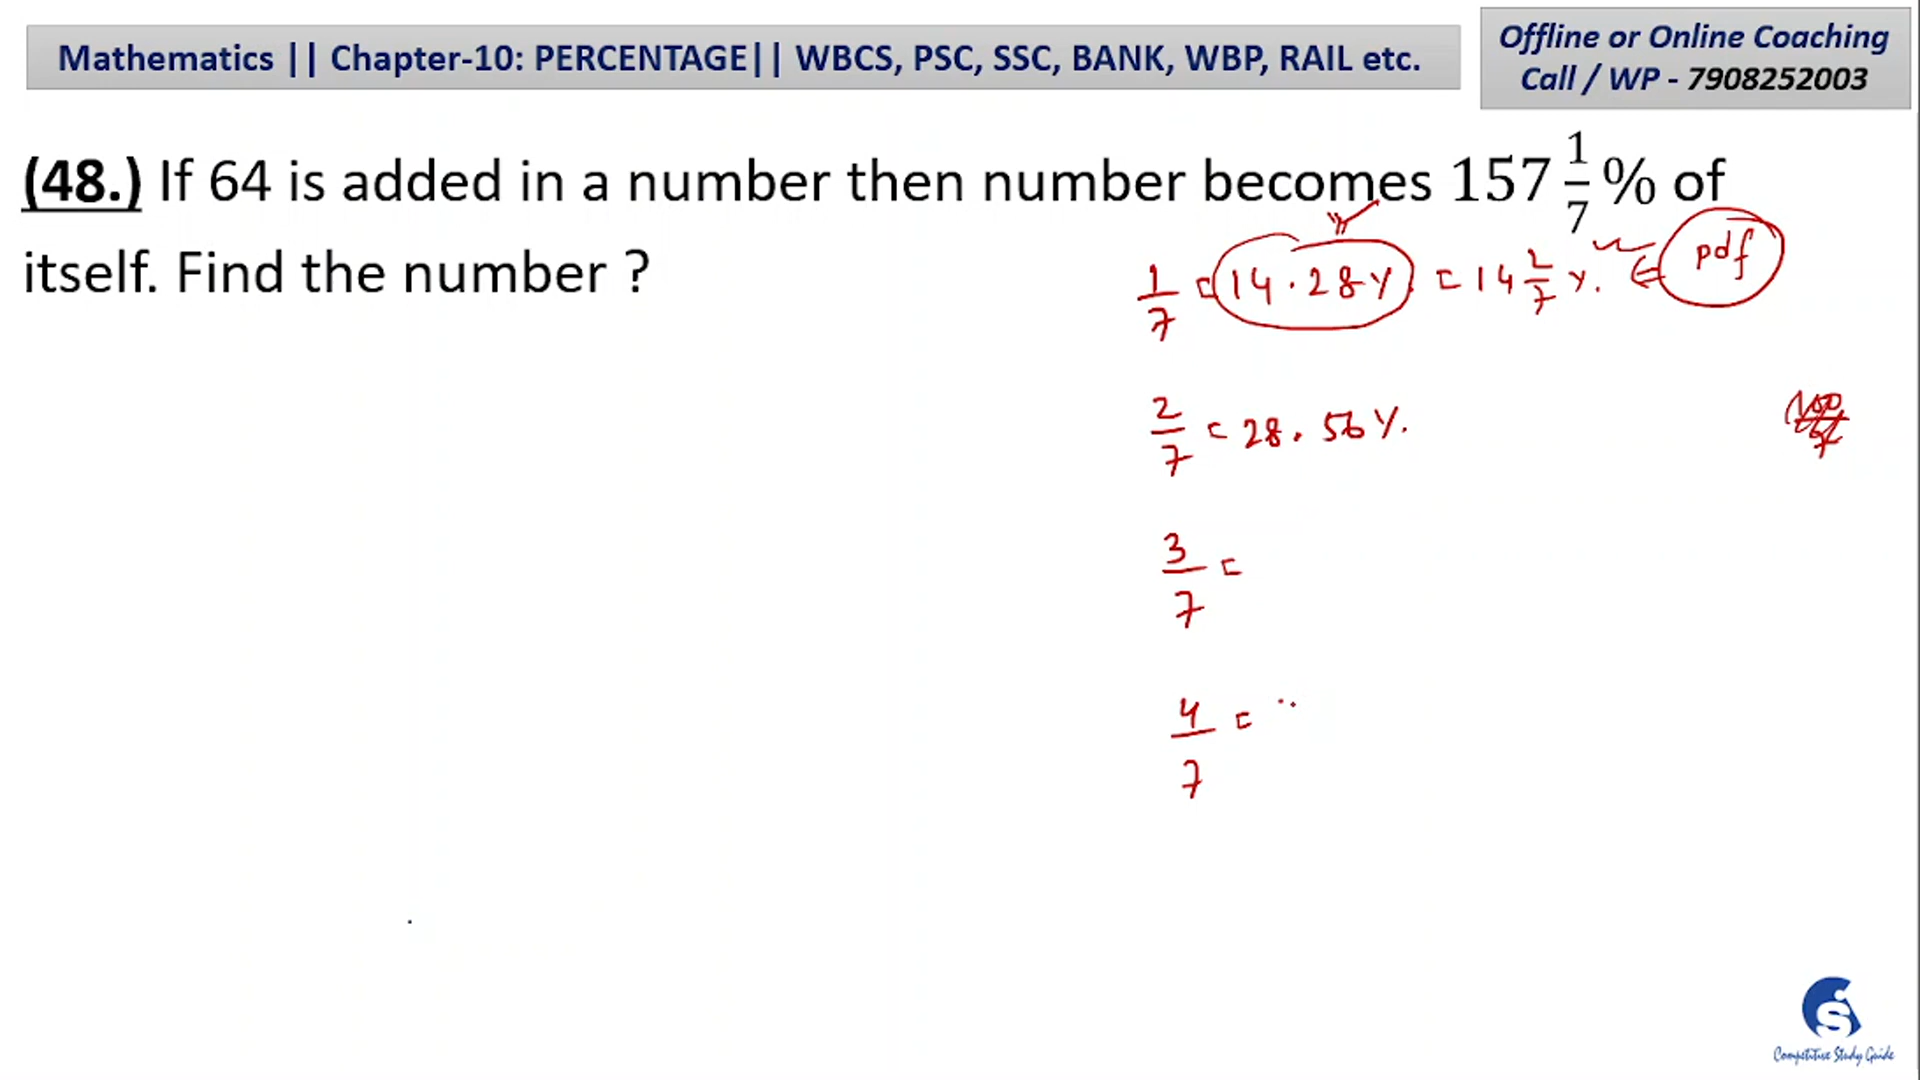 Mathematics || Chapter-10: PERCENTAGE|| WBCS, PSC, SSC, BANK, WBP, RAIL etc.
Offline or Online Coaching
Call / WP - 7908252003
(48.) If 64 is added in a number then number becomes 157 1/7 % of
itself. Find the number ?
1/7 = 14.28% = 14 2/7 %. pdf
2/7 = 28.56%.
3/7 =
4/7 =
Competitive Study Guide